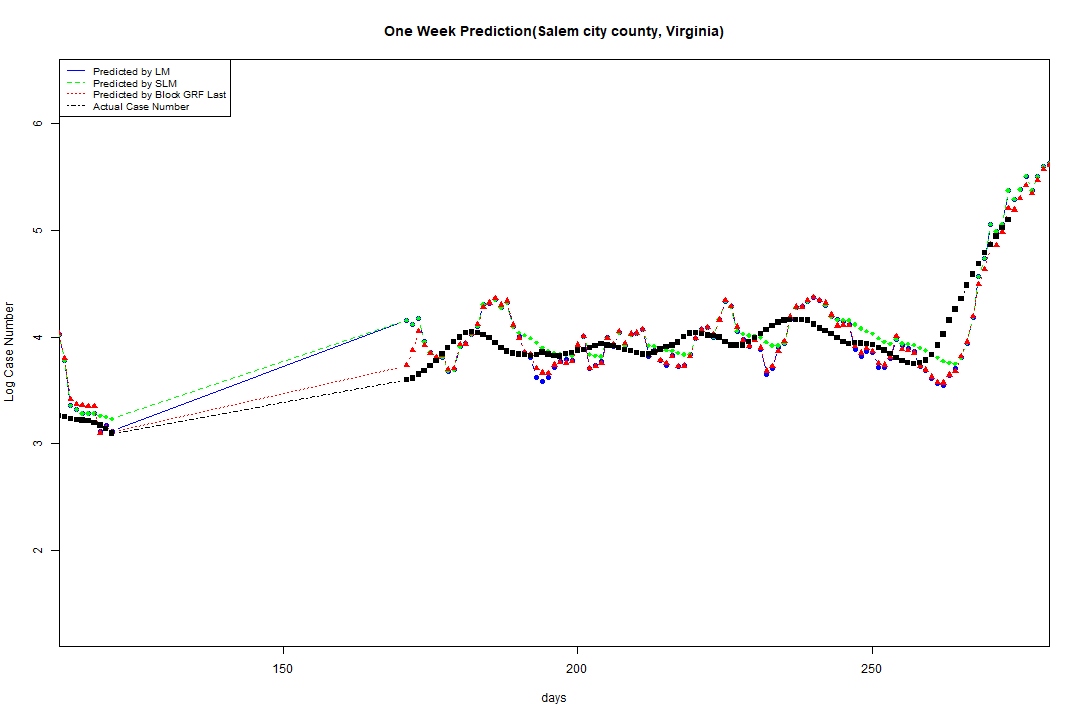 One Week Prediction(Salem city county, Virginia)
Predicted by LM
Predicted by SLM
Predicted by Block GRF Last
Actual Case Number
Log Case Number
6
5
4
3
2
150 200 250
days